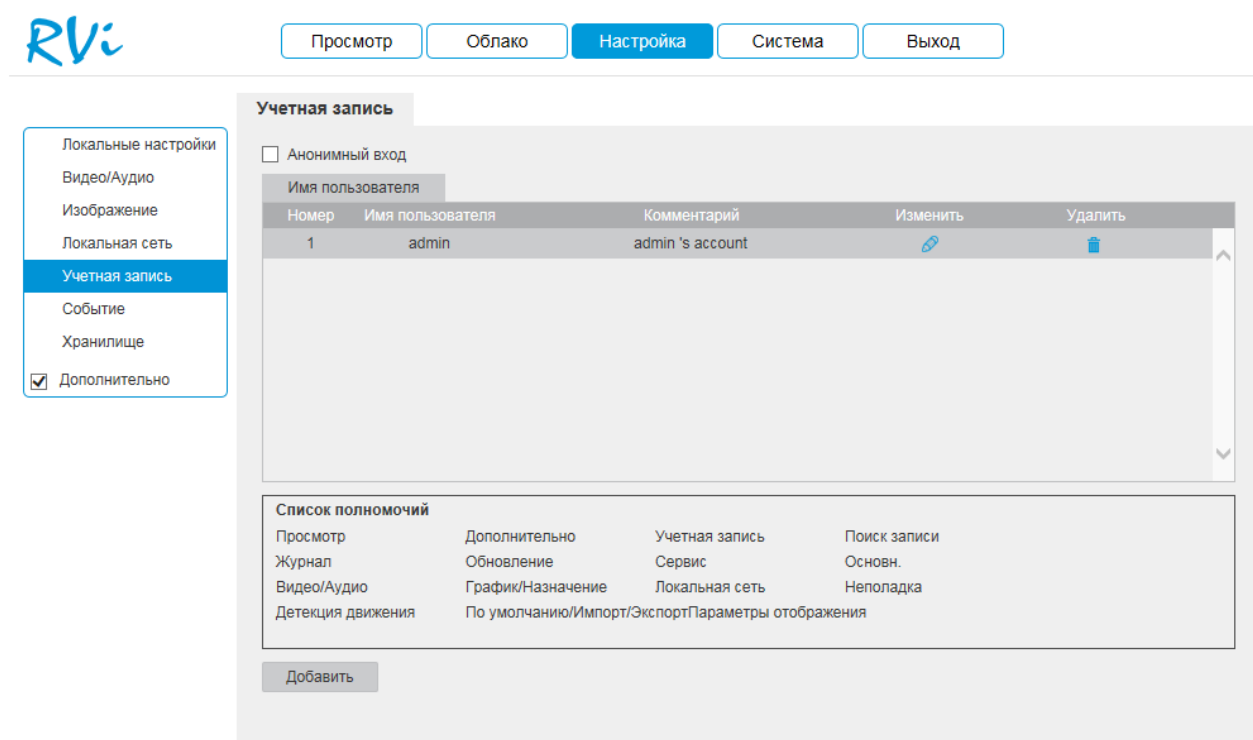 RVi
Просмотр Облако Настройка Система Выход
Учетная запись
Локальные настройки
Видео/Аудио
Изображение
Локальная сеть
Учетная запись
Событие
Хранилище
Дополнительно
Анонимный вход
Имя пользователя
Номер Имя пользователя Комментарий Изменить Удалить
1 admin admin 's account
Список полномочий
Просмотр Дополнительно Учетная запись Поиск записи
Журнал Обновление Сервис Основн.
Видео/Аудио График/Назначение Локальная сеть Неполадка
Детекция движения По умолчанию/Импорт/ЭкспортПараметры отображения
Добавить